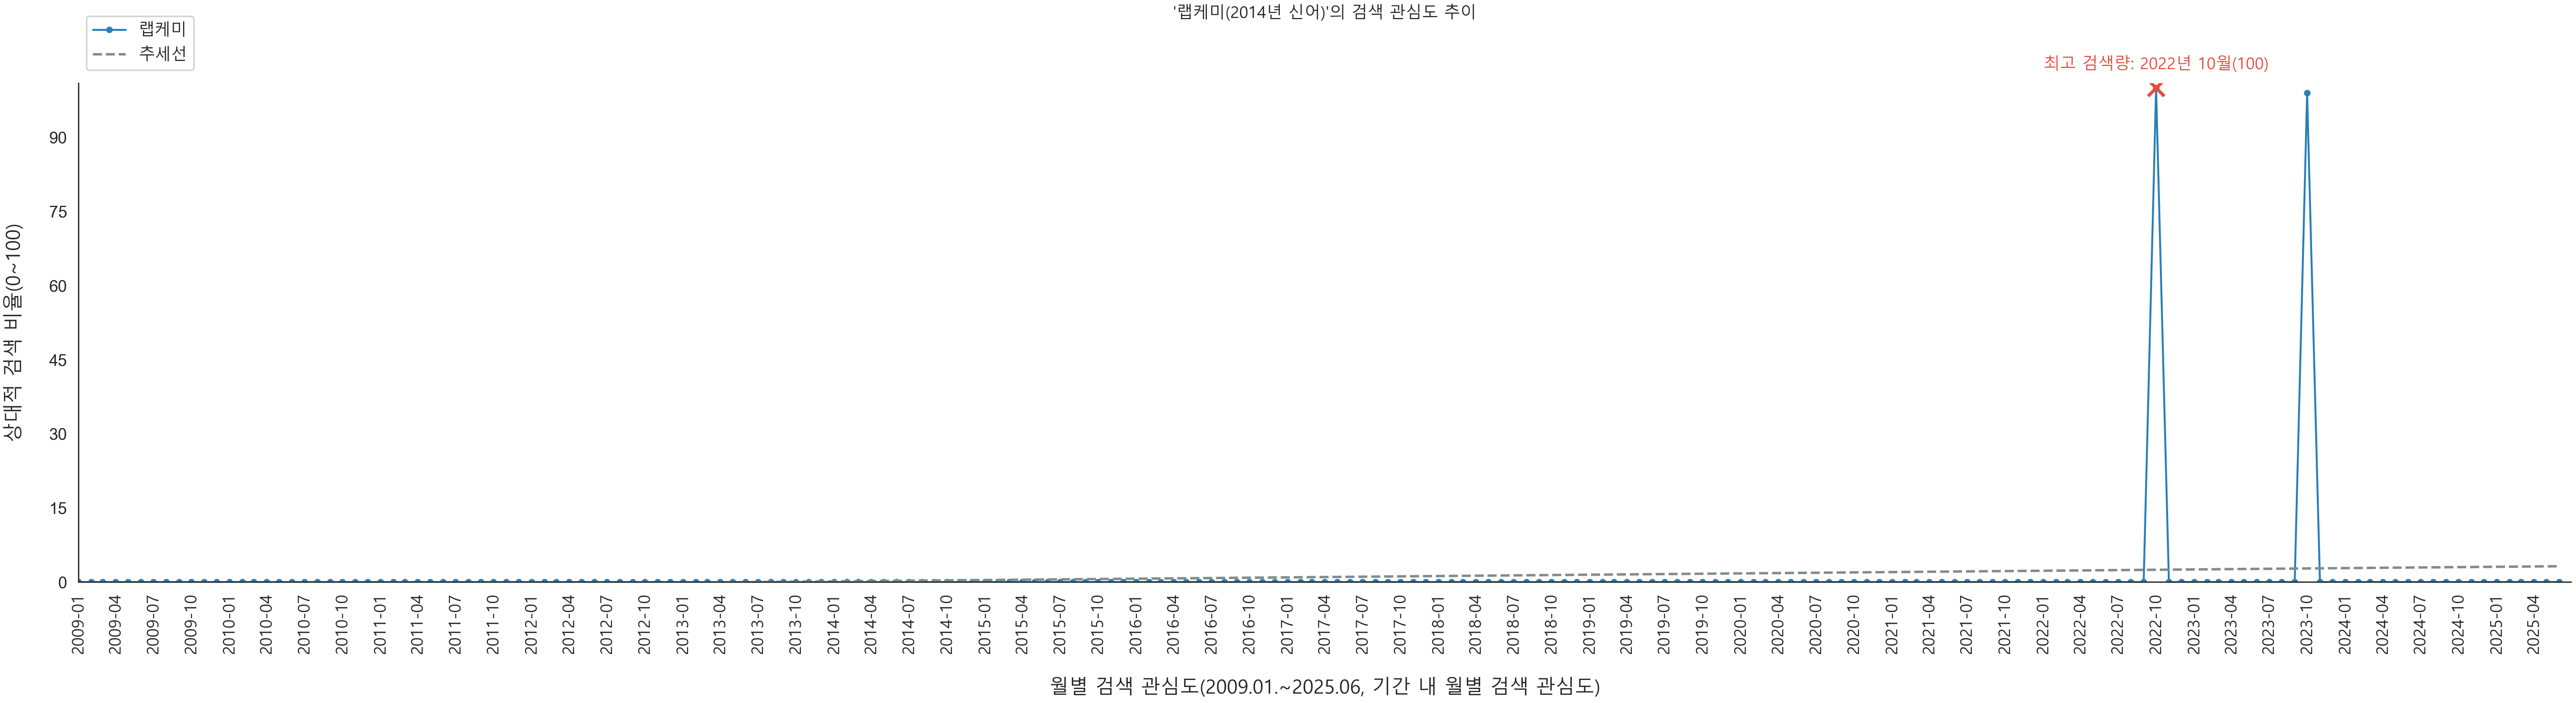 '랩케미(2014년 신어)'의 검색 관심도 추이
랩케미
추세선
최고 검색량: 2022년 10월(100)
상대적 검색 비율(0~100)
90
75
60
45
30
15
0
2009-01 2009-04 2009-07 2009-10 2010-01 2010-04 2010-07 2010-10 2011-01 2011-04 2011-07 2011-10 2012-01 2012-04 2012-07 2012-10 2013-01 2013-04 2013-07 2013-10 2014-01 2014-04 2014-07 2014-10 2015-01 2015-04 2015-07 2015-10 2016-01 2016-04 2016-07 2016-10 2017-01 2017-04 2017-07 2017-10 2018-01 2018-04 2018-07 2018-10 2019-01 2019-04 2019-07 2019-10 2020-01 2020-04 2020-07 2020-10 2021-01 2021-04 2021-07 2021-10 2022-01 2022-04 2022-07 2022-10 2023-01 2023-04 2023-07 2023-10 2024-01 2024-04 2024-07 2024-10 2025-01 2025-04
월별 검색 관심도(2009.01.~2025.06, 기간 내 월별 검색 관심도)